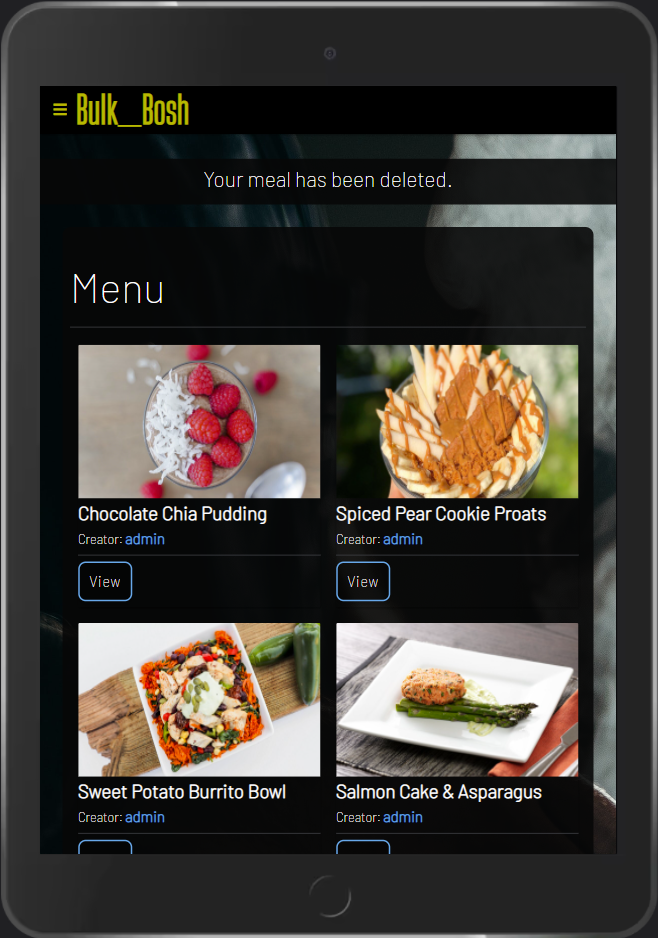 Bulk__Bosh
Your meal has been deleted.
Menu
Chocolate Chia Pudding
Creator: admin
View
Spiced Pear Cookie Proats
Creator: admin
View
Sweet Potato Burrito Bowl
Creator: admin
Salmon Cake & Asparagus
Creator: admin